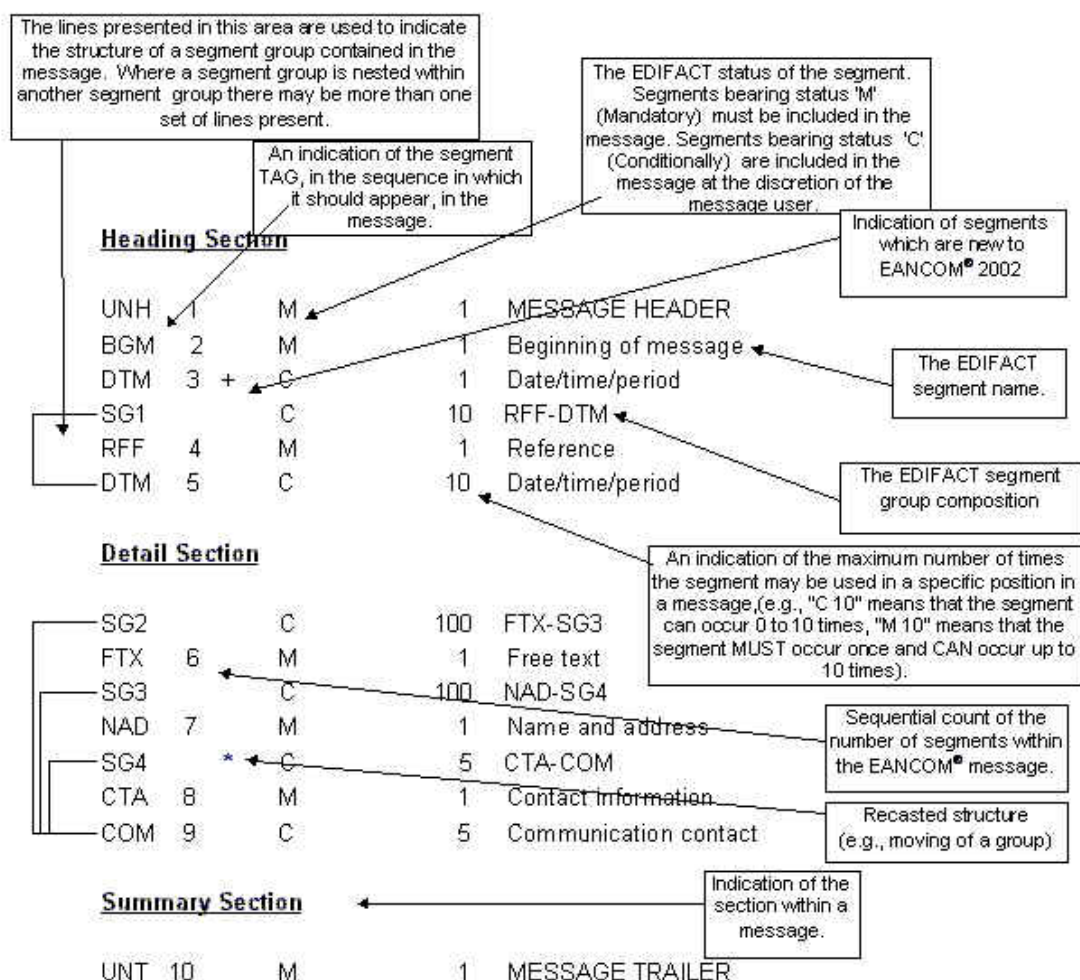 The lines presented in this area are used to indicate
the structure of a segment group contained in the
message. Where a segment group is nested within
another segment group there may be more than one
set of lines present.
The EDIFACT status of the segment.
Segments bearing status 'M'
(Mandatory) must be included in the
message. Segments bearing status 'C'
(Conditionally) are included in the
message at the discretion of the
message user.
An indication of the segment
TAG, in the sequence in which
it should appear, in the
message.
Indication of segments
which are new to
EANCOM® 2002
Heading Section
UNH 1 M 1 MESSAGE HEADER
BGM 2 M 1 Beginning of message
DTM 3 + C 1 Date/time/period
SG1 C 10 RFF-DTM
RFF 4 M 1 Reference
DTM 5 C 10 Date/time/period
The EDIFACT
segment name.
The EDIFACT segment
group composition
An indication of the maximum number of times
the segment may be used in a specific position in
a message,(e.g., "C 10" means that the segment
can occur 0 to 10 times, "M 10" means that the
segment MUST occur once and CAN occur up to
10 times).
Detail Section
SG2 C 100 FTX-SG3
FTX 6 M 1 Free text
SG3 C 100 NAD-SG4
NAD 7 M 1 Name and address
SG4 * C 5 CTA-COM
CTA 8 M 1 Contact Information
COM 9 C 5 Communication contact
Sequential count of the
number of segments within
the EANCOM® message.
Recasted structure
(e.g., moving of a group)
Indication of the
section within a
message.
Summary Section
UNT 10 M 1 MESSAGE TRAILER